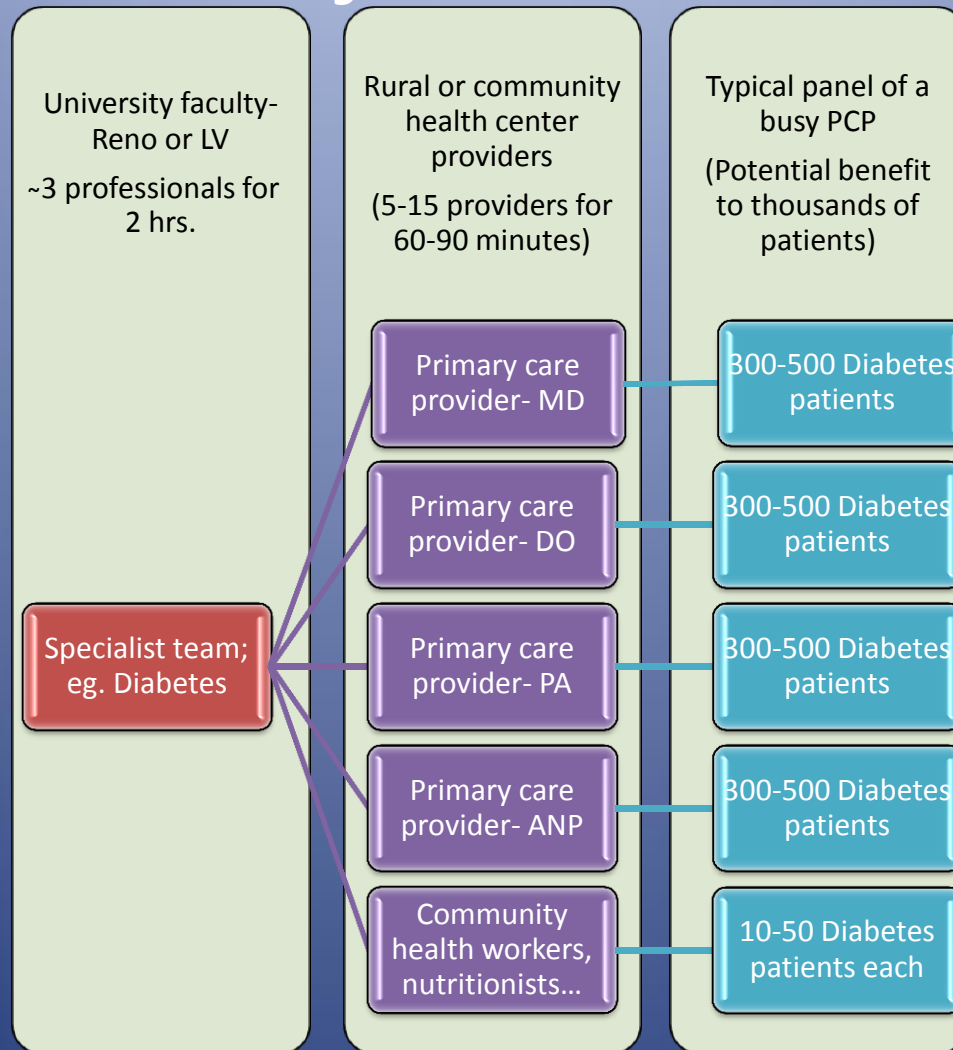 University faculty-
Reno or LV
~3 professionals for
2 hrs.
Rural or community
health center
providers
(5-15 providers for
60-90 minutes)
Typical panel of a
busy PCP
(Potential benefit
to thousands of
patients)
Specialist team;
eg. Diabetes
Primary care
provider- MD
Primary care
provider- DO
Primary care
provider- PA
Primary care
provider- ANP
Community
health workers,
nutritionists…
300-500 Diabetes
patients
300-500 Diabetes
patients
300-500 Diabetes
patients
300-500 Diabetes
patients
10-50 Diabetes
patients each